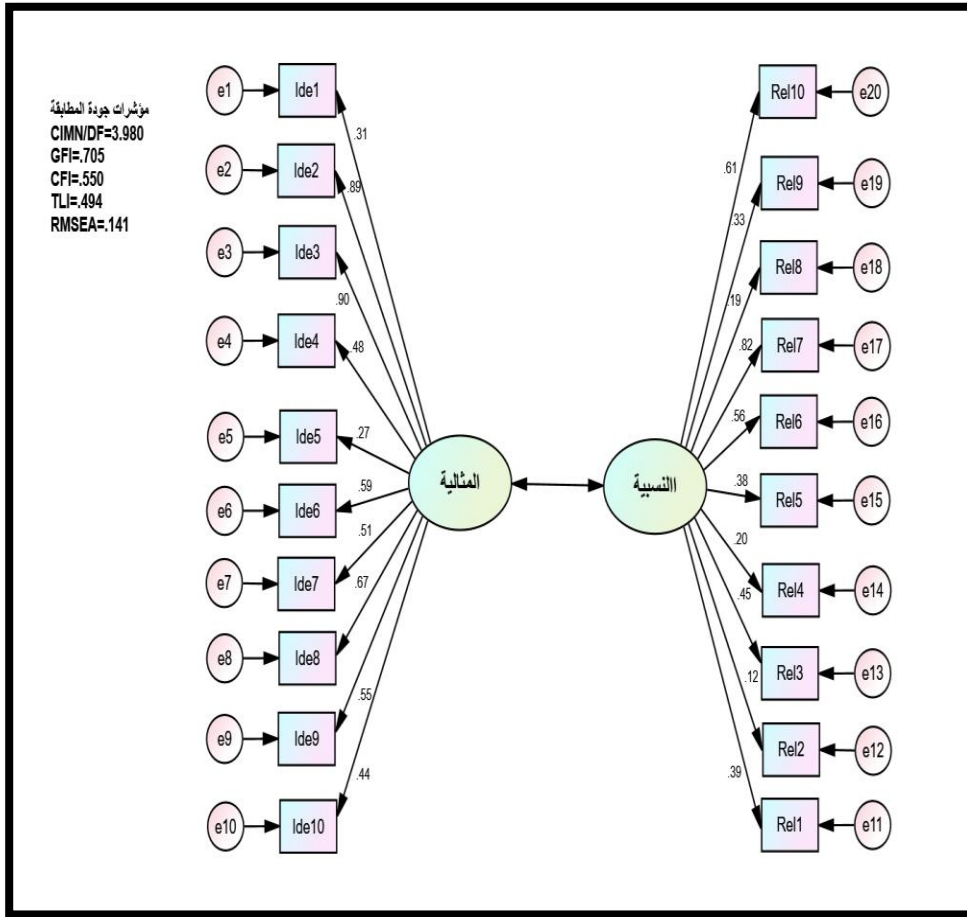 مؤشرات جودة المطابقة
CIMN/DF=3.980
GFI=.705
CFI=.550
TLI=.494
RMSEA=.141
e1
Ide1
.31
e2
Ide2
.89
e3
Ide3
.90
e4
Ide4
.48
e5
Ide5
.27
e6
Ide6
.59
e7
Ide7
.51
e8
Ide8
.67
e9
Ide9
.55
e10
Ide10
.44
المثالية
االنسبية
Rel10
e20
.61
Rel9
e19
.33
Rel8
e18
.19
Rel7
e17
.82
Rel6
e16
.56
Rel5
e15
.38
Rel4
e14
.20
Rel3
e13
.45
Rel2
e12
.12
Rel1
e11
.39